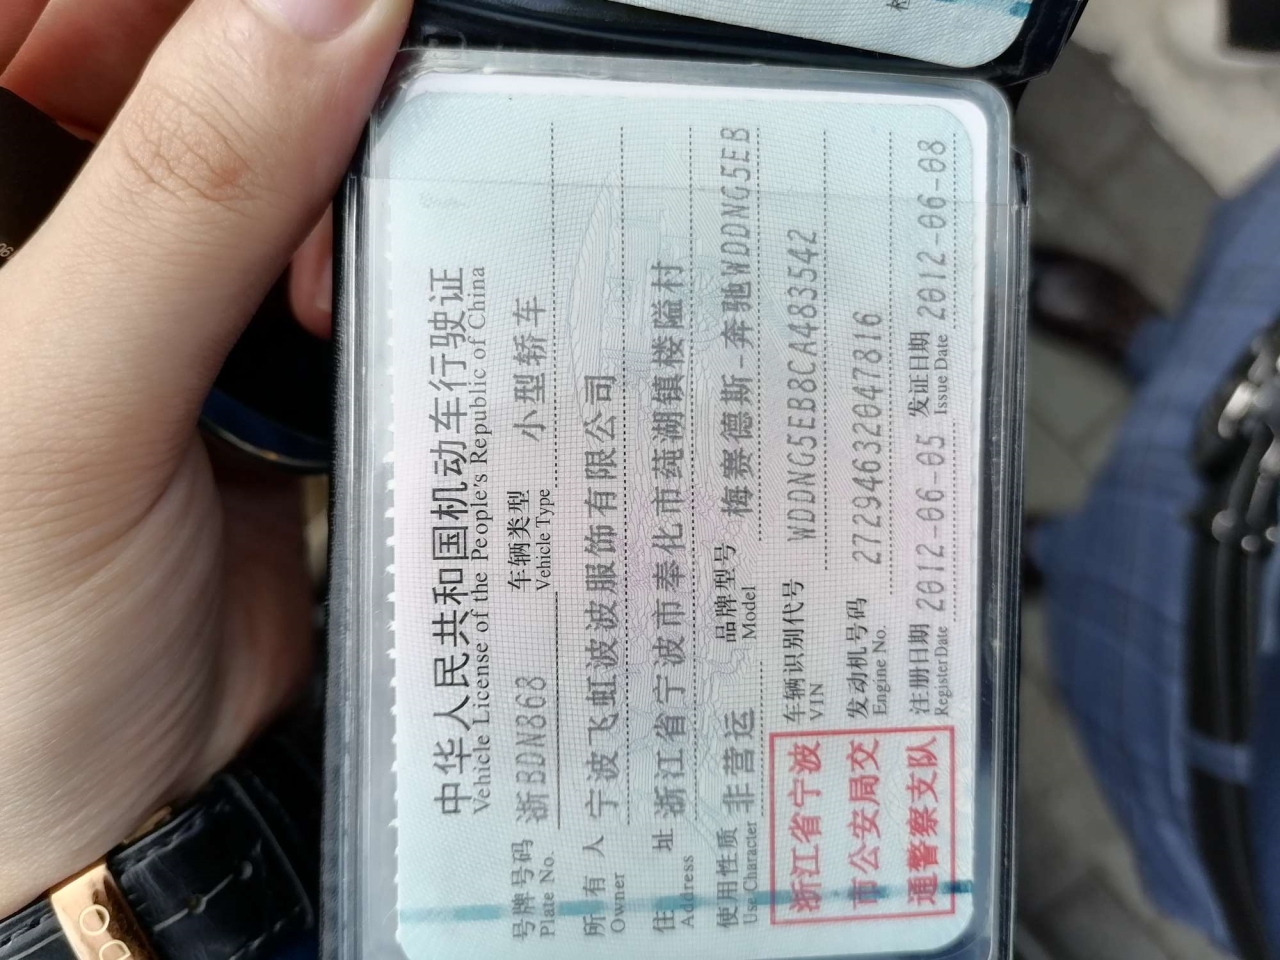 中华人民共和国机动车行驶证
Vehicle License of the People's Republic of China
号牌号码 浙BDN868 车辆类型 小型轿车
Plate No. Vehicle Type
所有人 宁波飞虹波波服饰有限公司
Owner
住址 浙江省宁波市奉化市莼湖镇楼隘村
Address
使用性质 非营运 品牌型号 梅赛德斯-奔驰WDDNG5EB
Use Character Model
浙江省宁波
市公安局交
通警察支队
车辆识别代号 WDDNG5EB8CA483542
VIN
发动机号码 27294632047816
Engine No.
注册日期 2012-06-05 发证日期 2012-06-08
Register Date Issue Date